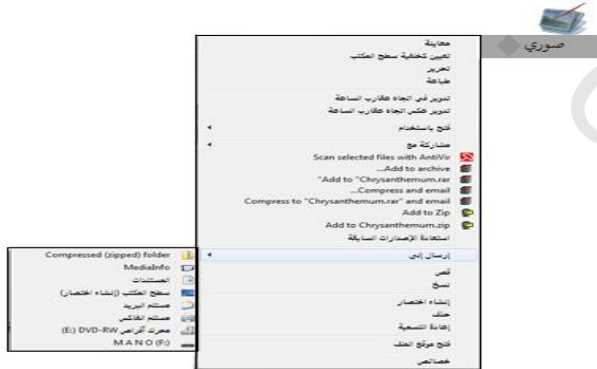 صوري
معاينة
تعيين كخلفية سطح المكتب
تحرير
طباعة
تدوير في اتجاه عقارب الساعة
تدوير عكس اتجاه عقارب الساعة
فتح باستخدام
مشاركة مع
Scan selected files with AntiVir
Add to archive...
Add to "Chrysanthemum.rar"
Compress and email...
Compress to "Chrysanthemum.rar" and email
Add to Zip
Add to Chrysanthemum.zip
استعادة الإصدارات السابقة
إرسال إلى
قص
نسخ
إنشاء اختصار
حذف
إعادة التسمية
فتح موقع الملف
خصائص
Compressed (zipped) folder
MediaInfo
المستندات
سطح المكتب (إنشاء اختصار)
مستلم البريد
مستلم الفاكس
محرك أقراص DVD-RW (E:)
M A N O (F:)